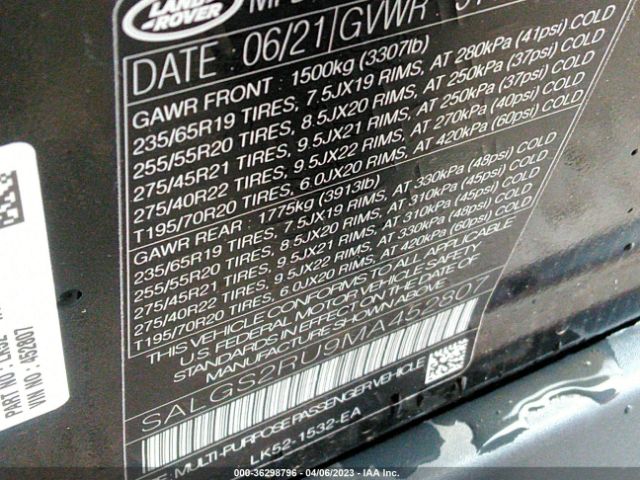 LAND-
ROVER
DATE 06/21 GVWR
GAWR FRONT : 1500kg (3307lb)
235/65R19 TIRES, 7.5JX19 RIMS, AT 280kPa (41psi) COLD
255/55R20 TIRES, 8.5JX20 RIMS, AT 250kPa (37psi) COLD
275/45R21 TIRES, 9.5JX21 RIMS, AT 250kPa (37psi) COLD
275/40R22 TIRES, 9.5JX22 RIMS, AT 270kPa (40psi) COLD
T195/70R20 TIRES, 6.0JX20 RIMS, AT 420kPa (60psi) COLD
GAWR REAR : 1775kg (3913lb)
235/65R19 TIRES, 7.5JX19 RIMS, AT 330kPa (48psi) COLD
255/55R20 TIRES, 8.5JX20 RIMS, AT 310kPa (45psi) COLD
275/45R21 TIRES, 9.5JX21 RIMS, AT 310kPa (45psi) COLD
275/40R22 TIRES, 9.5JX22 RIMS, AT 330kPa (48psi) COLD
T195/70R20 TIRES, 6.0JX20 RIMS, AT 420kPa (60psi) COLD
THIS VEHICLE CONFORMS TO ALL APPLICABLE
U.S. FEDERAL MOTOR VEHICLE SAFETY
STANDARDS IN EFFECT ON THE DATE OF
MANUFACTURE SHOWN ABOVE
SALGS2RU9MA452807
MULTI-PURPOSE PASSENGER VEHICLE
LK52-1532-EA
PART NO
VIN NO : 452807
000-36298796 - 04/06/2023 - IAA Inc.